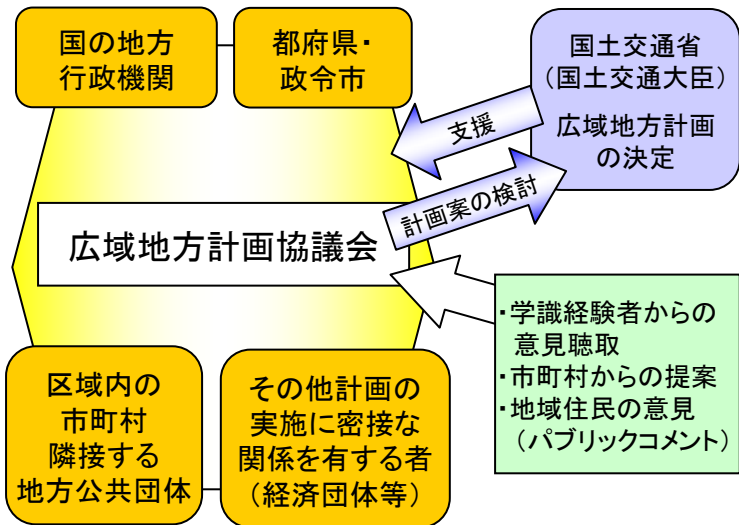 国の地方
行政機関
都府県・
政令市
国土交通省
（国土交通大臣）
広域地方計画
の決定
支援
計画案の検討
広域地方計画協議会
・学識経験者からの
意見聴取
・市町村からの提案
・地域住民の意見
（パブリックコメント）
区域内の
市町村
隣接する
地方公共団体
その他計画の
実施に密接な
関係を有する者
（経済団体等）